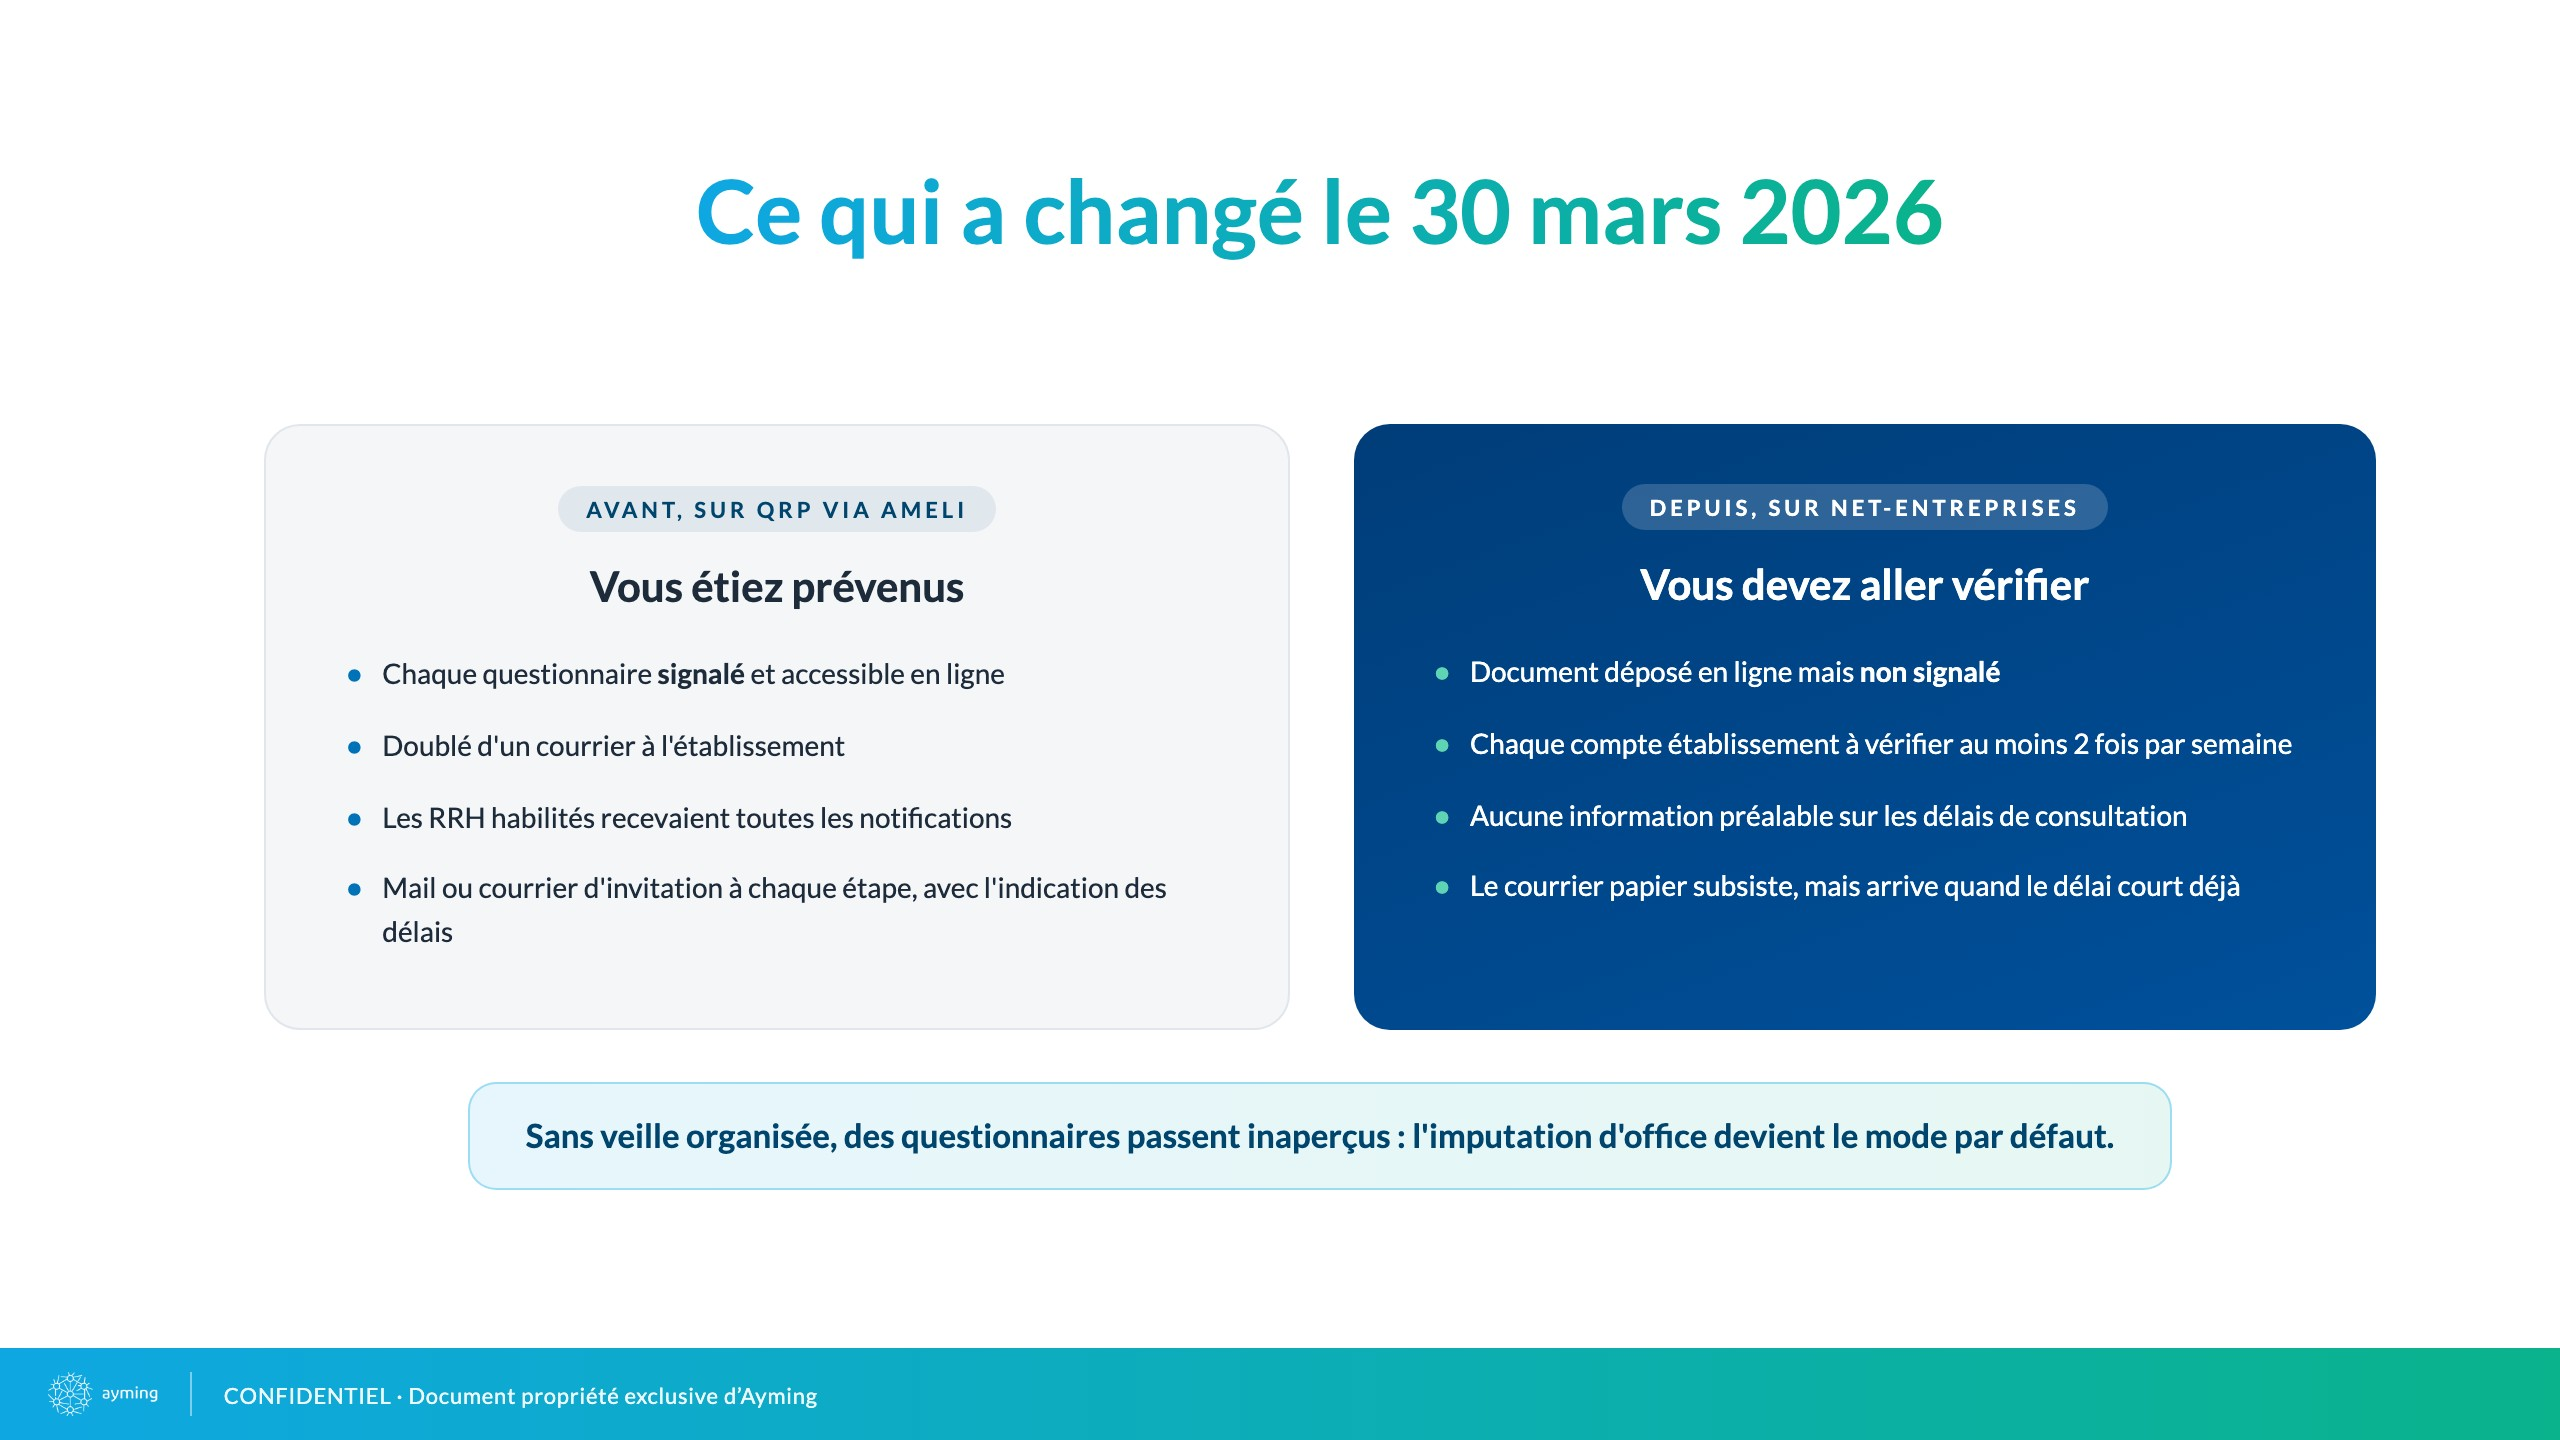 Ce qui a changé le 30 mars 2026
AVANT, SUR QRP VIA AMELI
Vous étiez prévenus
Chaque questionnaire signalé et accessible en ligne
Doublé d'un courrier à l'établissement
Les RRH habilités recevaient toutes les notifications
Mail ou courrier d'invitation à chaque étape, avec l'indication des
délais
DEPUIS, SUR NET-ENTREPRISES
Vous devez aller vérifier
Document déposé en ligne mais non signalé
Chaque compte établissement à vérifier au moins 2 fois par semaine
Aucune information préalable sur les délais de consultation
Le courrier papier subsiste, mais arrive quand le délai court déjà
Sans veille organisée, des questionnaires passent inaperçus : l'imputation d'office devient le mode par défaut.
ayming
CONFIDENTIEL · Document propriété exclusive d’Ayming